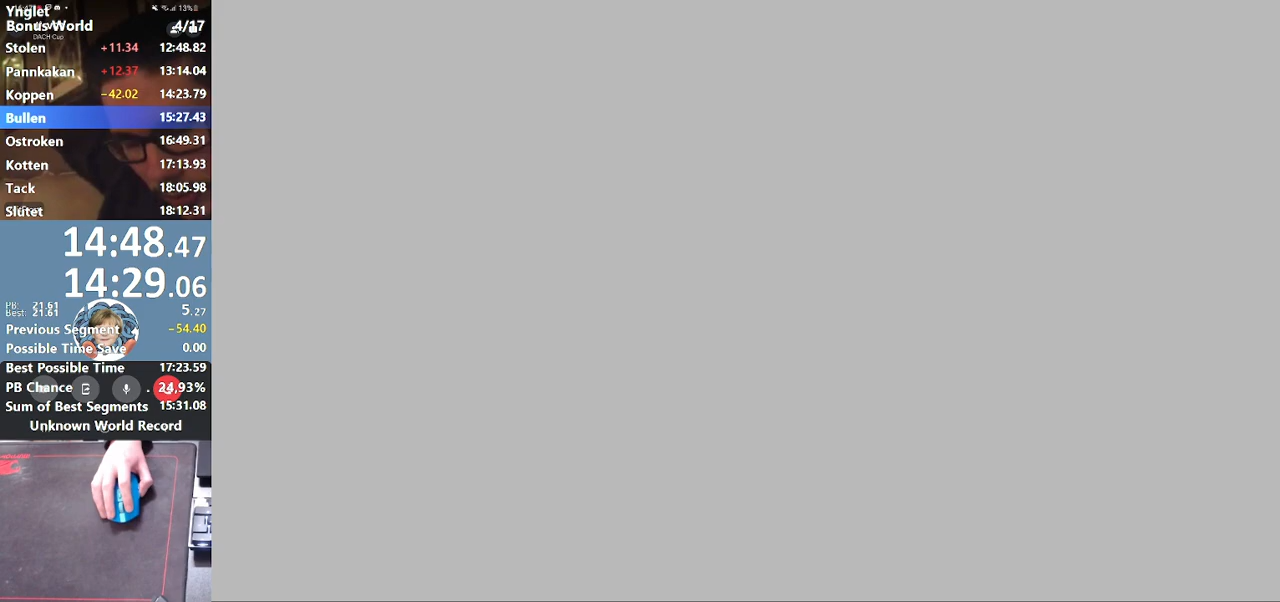 Ynglet
Bonus World 4/17
DACH Cup
13%
Stolen +11.34 12:48.82
Pannkakan +12.37 13:14.04
Koppen -42.02 14:23.79
Bullen 15:27.43
Ostroken 16:49.31
Kotten 17:13.93
Tack 18:05.98
Slutet 18:12.31
14:48.47
14:29.06
PB: 21.61
Best: 21.61
5.27
Previous Segment -54.40
Possible Time Save 0.00
Best Possible Time 17:23.59
PB Chance . 24.93%
Sum of Best Segments 15:31.08
Unknown World Record